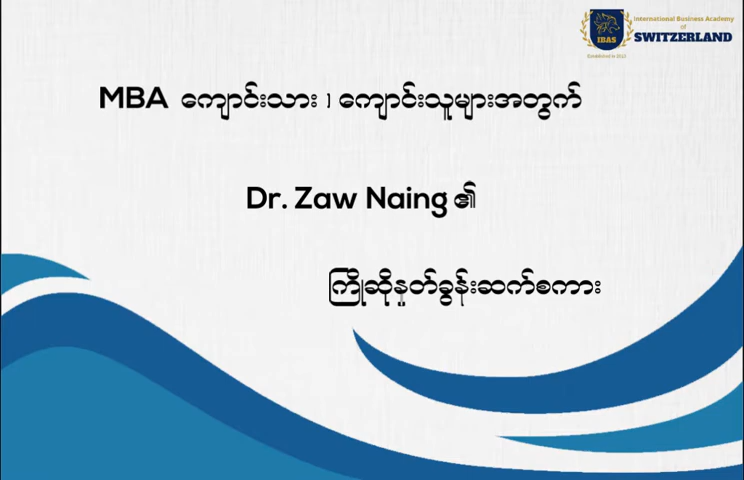 International Business Academy
of
SWITZERLAND
IBAS
MBA ကျောင်းသား ၊ ကျောင်းသူများအတွက်
Dr. Zaw Naing ၏
ကြိုဆိုနှုတ်ခွန်းဆက်စကား